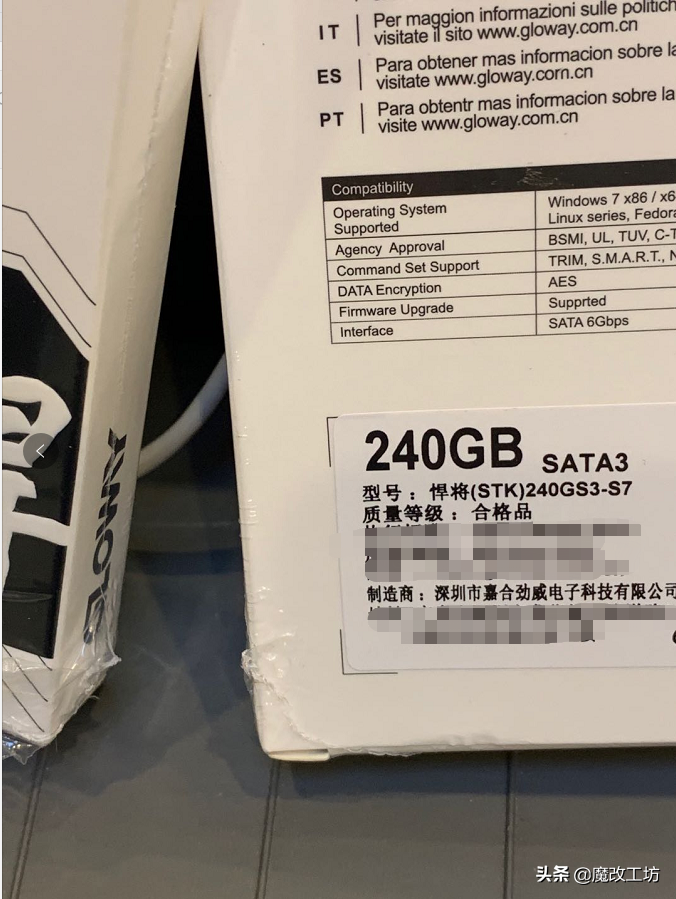 IT
Per maggion informazioni sulle politich
visitate il sito www.gloway.com.cn
ES
Para obtener mas informacion sobre la
visitate www.gloway.corn.cn
PT
Para obtentr mas informacion sobre la
visite www.gloway.com.cn
Compatibility
Operating System Supported
Windows 7 x86 / x6
Linux series, Fedora
Agency Approval
BSMI, UL, TUV, C-T
Command Set Support
TRIM, S.M.A.R.T., N
DATA Encryption
AES
Firmware Upgrade
Supprted
Interface
SATA 6Gbps
240GB SATA3
型号：悍将(STK)240GS3-S7
质量等级：合格品
制造商：深圳市嘉合劲威电子科技有限公司
GLOWAY
头条 @魔改工坊